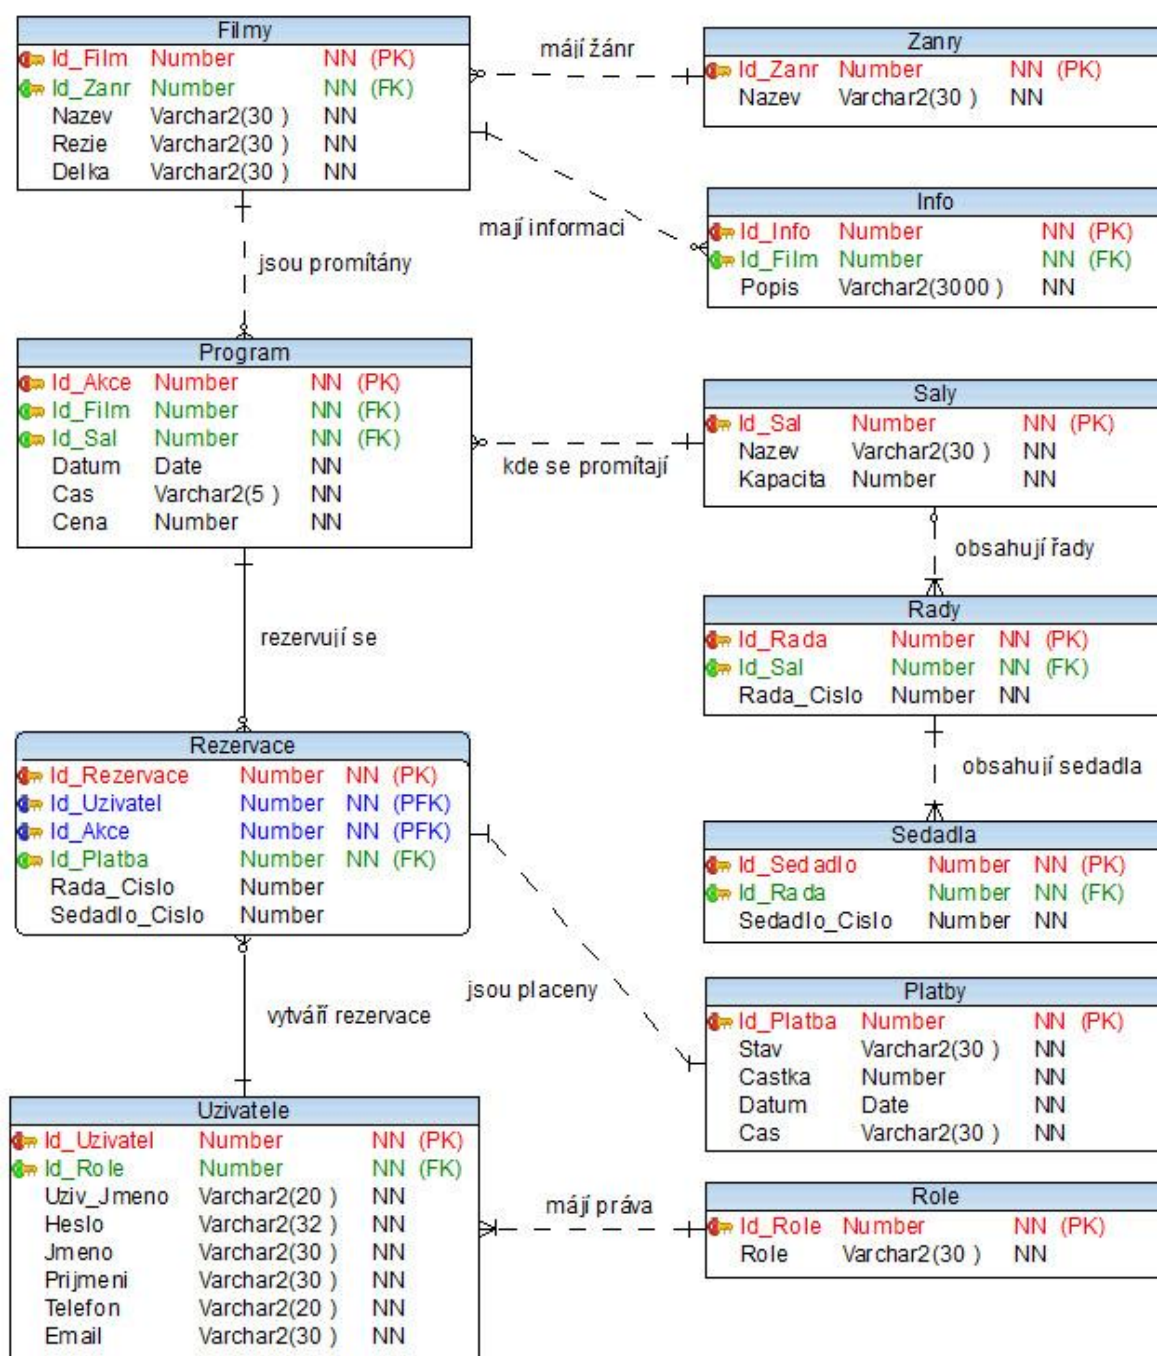 Filmy
Id_Film Number NN (PK)
Id_Zanr Number NN (FK)
Nazev Varchar2(30 ) NN
Rezie Varchar2(30 ) NN
Delka Varchar2(30 ) NN
májí žánr
Zanry
Id_Zanr Number NN (PK)
Nazev Varchar2(30 ) NN
mají informaci
Info
Id_Info Number NN (PK)
Id_Film Number NN (FK)
Popis Varchar2(3000 ) NN
jsou promítány
Program
Id_Akce Number NN (PK)
Id_Film Number NN (FK)
Id_Sal Number NN (FK)
Datum Date NN
Cas Varchar2(5 ) NN
Cena Number NN
kde se promítají
Saly
Id_Sal Number NN (PK)
Nazev Varchar2(30 ) NN
Kapacita Number NN
obsahují řady
Rady
Id_Rada Number NN (PK)
Id_Sal Number NN (FK)
Rada_Cislo Number NN
rezervují se
obsahují sedadla
Rezervace
Id_Rezervace Number NN (PK)
Id_Uzivatel Number NN (PFK)
Id_Akce Number NN (PFK)
Id_Platba Number NN (FK)
Rada_Cislo Number
Sedadlo_Cislo Number
Sedadla
Id_Sedadlo Number NN (PK)
Id_Rada Number NN (FK)
Sedadlo_Cislo Number NN
jsou placeny
Platby
Id_Platba Number NN (PK)
Stav Varchar2(30 ) NN
Castka Number NN
Datum Date NN
Cas Varchar2(30 ) NN
vytváří rezervace
Uzivatele
Id_Uzivatel Number NN (PK)
Id_Role Number NN (FK)
Uziv_Jmeno Varchar2(20 ) NN
Heslo Varchar2(32 ) NN
Jmeno Varchar2(30 ) NN
Prijmeni Varchar2(30 ) NN
Telefon Varchar2(20 ) NN
Email Varchar2(30 ) NN
májí práva
Role
Id_Role Number NN (PK)
Role Varchar2(30 ) NN